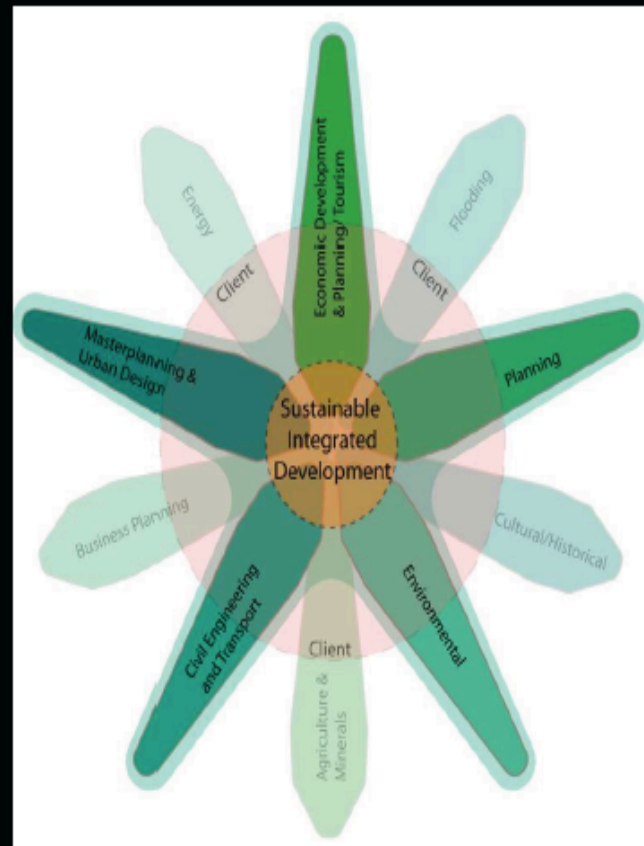 Economic Development
& Planning/ Tourism
Energy
Flooding
Client
Client
Masterplanning &
Urban Design
Planning
Sustainable
Integrated
Development
Business Planning
Cultural/Historical
Civil Engineering
and Transport
Environmental
Client
Agriculture &
Minerals